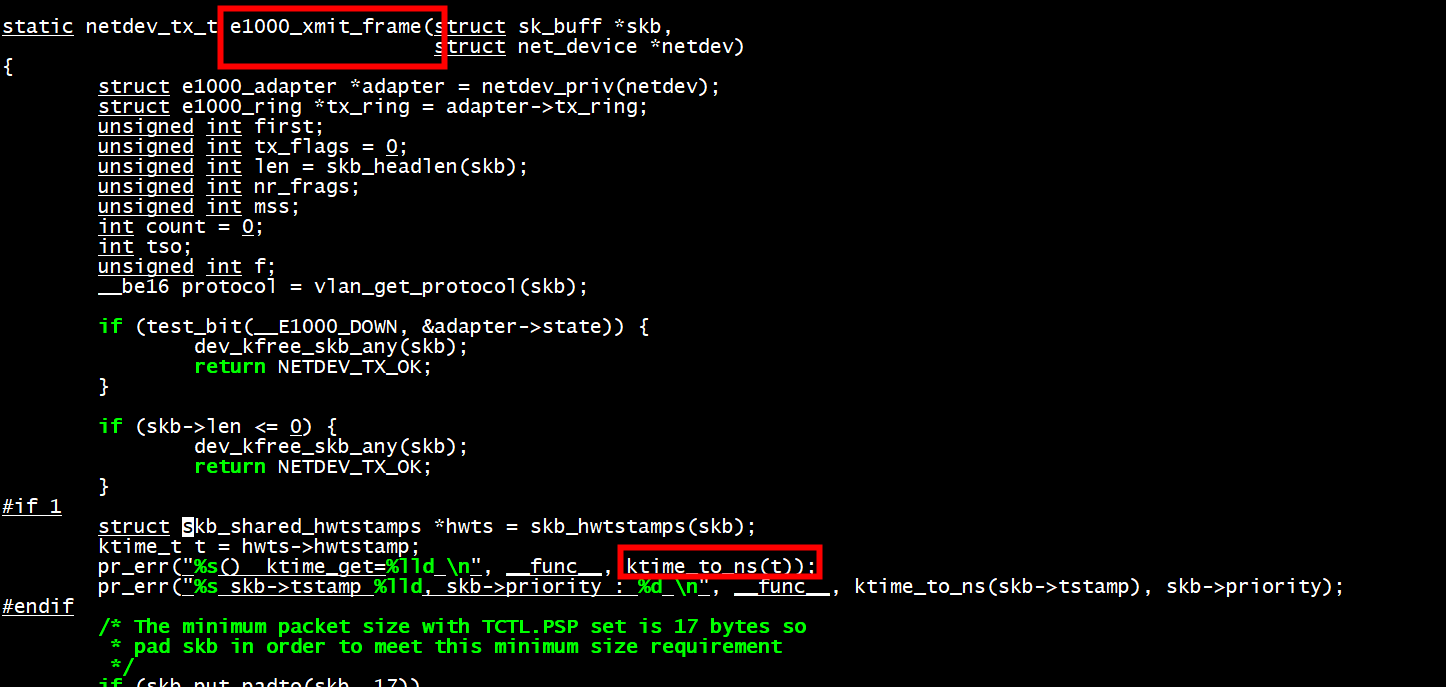 static netdev_tx_t e1000_xmit_frame(struct sk_buff *skb,
struct net_device *netdev)
{
struct e1000_adapter *adapter = netdev_priv(netdev);
struct e1000_ring *tx_ring = adapter->tx_ring;
unsigned int first;
unsigned int tx_flags = 0;
unsigned int len = skb_headlen(skb);
unsigned int nr_frags;
unsigned int mss;
int count = 0;
int tso;
unsigned int f;
__be16 protocol = vlan_get_protocol(skb);
if (test_bit(__E1000_DOWN, &adapter->state)) {
dev_kfree_skb_any(skb);
return NETDEV_TX_OK;
}
if (skb->len <= 0) {
dev_kfree_skb_any(skb);
return NETDEV_TX_OK;
}
#if 1
struct skb_shared_hwtstamps *hwts = skb_hwtstamps(skb);
ktime_t t = hwts->hwtstamp;
pr_err("%s()  ktime_get=%lld \n", __func__, ktime_to_ns(t));
pr_err("%s skb->tstamp %lld, skb->priority : %d \n", __func__, ktime_to_ns(skb->tstamp), skb->priority);
#endif
/* The minimum packet size with TCTL.PSP set is 17 bytes so
* pad skb in order to meet this minimum size requirement
*/
if (skb_put_padto(skb, 17))